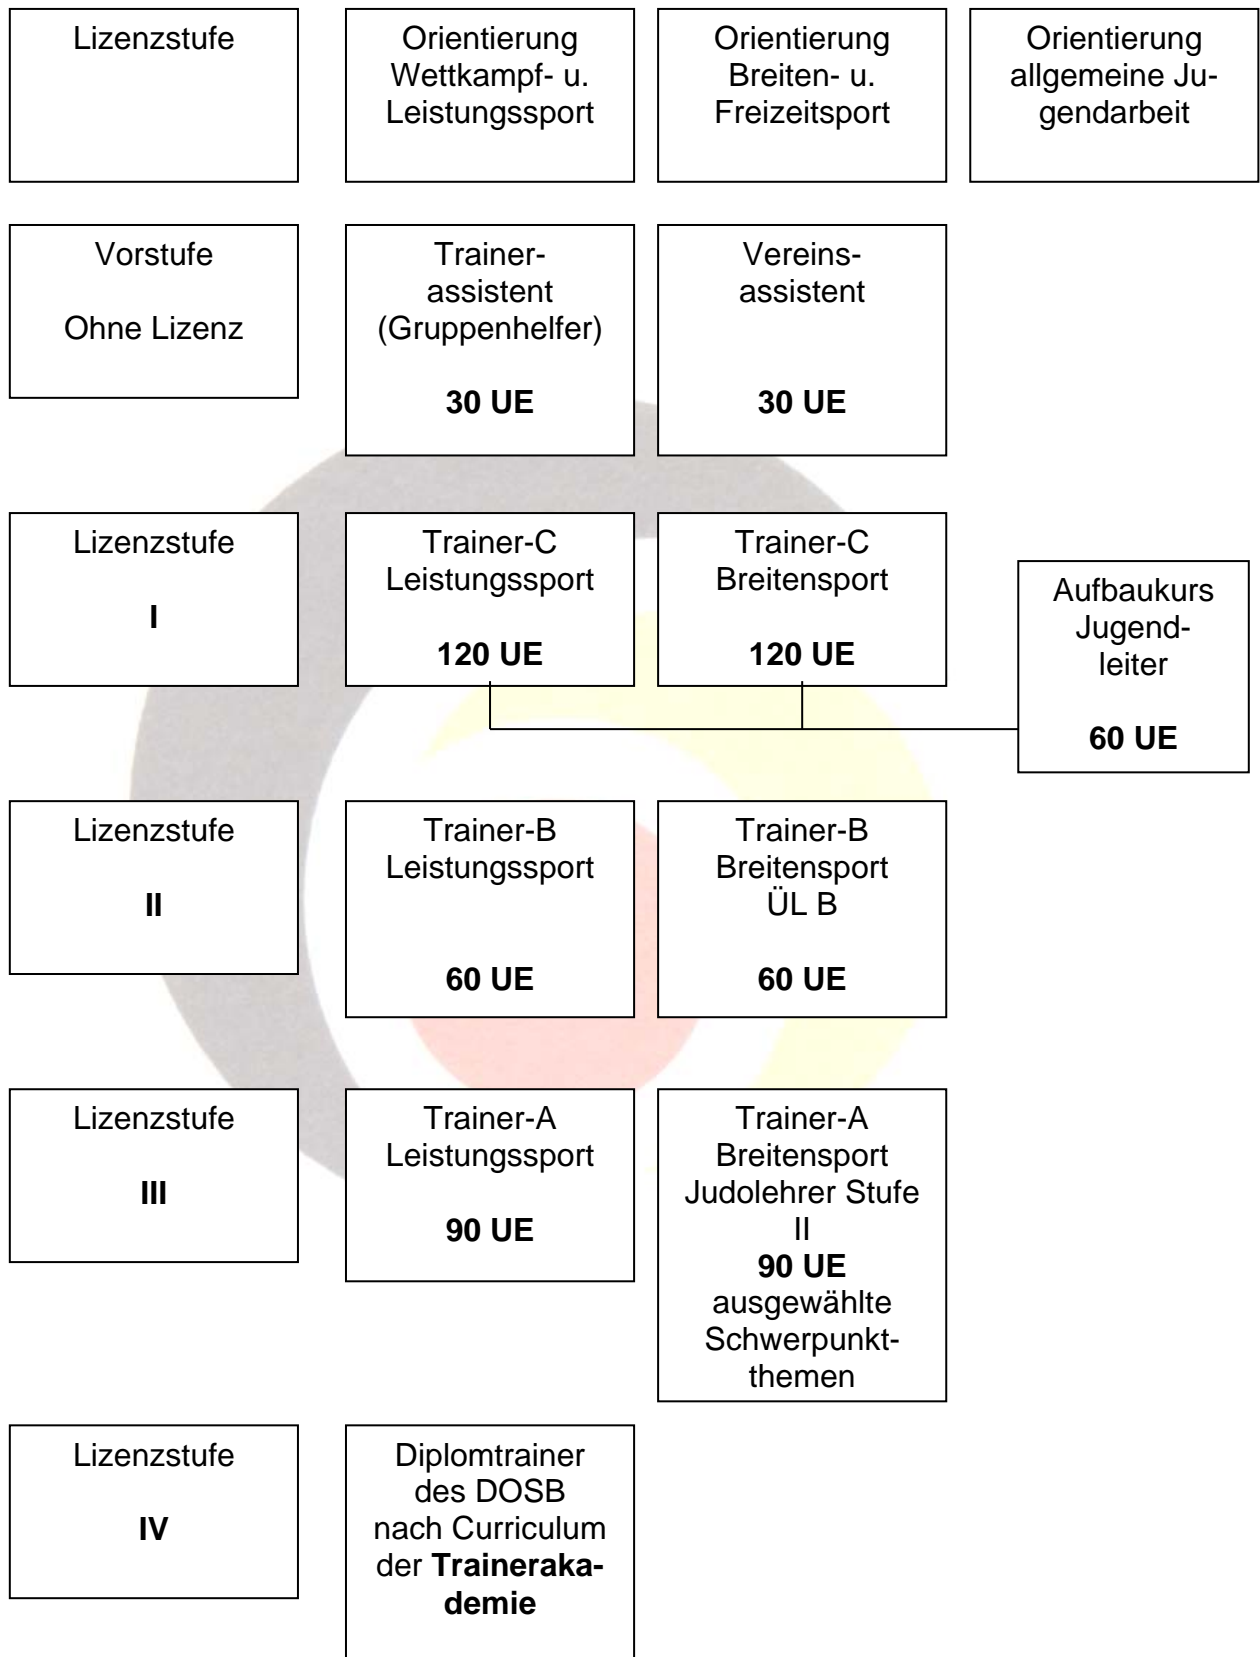 Lizenzstufe
Orientierung
Wettkampf- u.
Leistungssport
Orientierung
Breiten- u.
Freizeitsport
Orientierung
allgemeine Ju-
gendarbeit
Vorstufe
Ohne Lizenz
Trainer-
assistent
(Gruppenhelfer)
30 UE
Vereins-
assistent
30 UE
Lizenzstufe
I
Trainer-C
Leistungssport
120 UE
Trainer-C
Breitensport
120 UE
Aufbaukurs
Jugend-
leiter
60 UE
Lizenzstufe
II
Trainer-B
Leistungssport
60 UE
Trainer-B
Breitensport
ÜL B
60 UE
Lizenzstufe
III
Trainer-A
Leistungssport
90 UE
Trainer-A
Breitensport
Judolehrer Stufe
II
90 UE
ausgewählte
Schwerpunkt-
themen
Lizenzstufe
IV
Diplomtrainer
des DOSB
nach Curriculum
der Traineraka-
demie